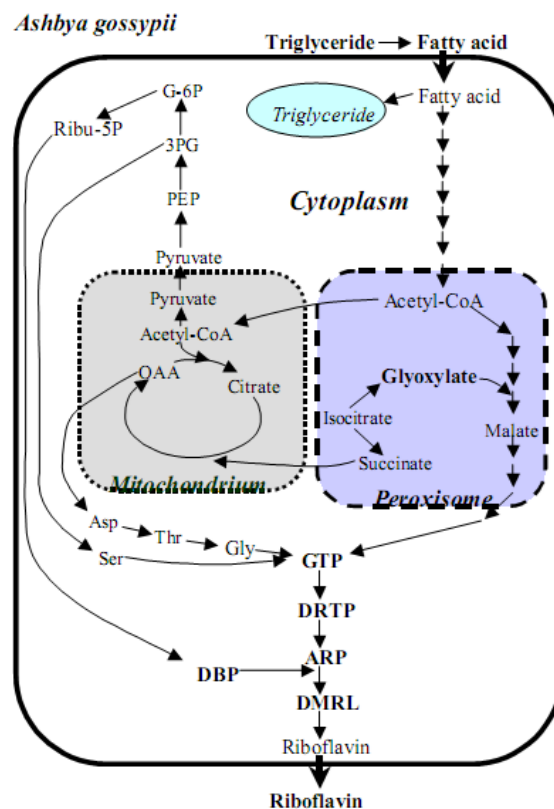 Ashbya gossypii
Triglyceride Fatty acid
G-6P
Fatty acid
Triglyceride
Ribu-5P
3PG
PEP
Cytoplasm
Pyruvate
Pyruvate
Acetyl-CoA
Acetyl-CoA
OAA
Citrate
Glyoxylate
Isocitrate
Malate
Succinate
Mitochondrium
Peroxisome
Asp
Thr
Gly
Ser
GTP
DRTP
ARP
DBP
DMRL
Riboflavin
Riboflavin